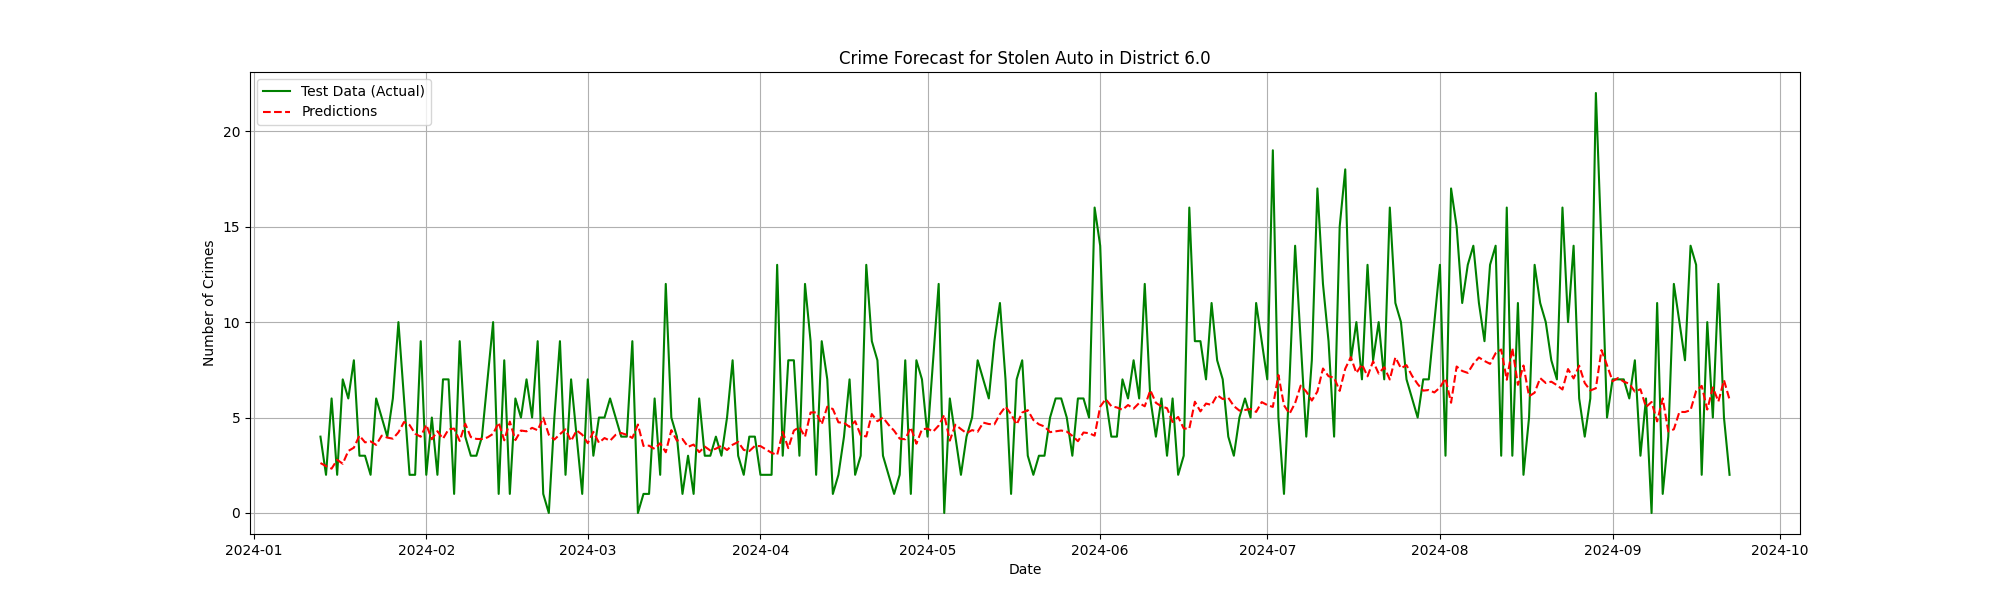 Crime Forecast for Stolen Auto in District 6.0
Test Data (Actual)
Predictions
Number of Crimes
20
15
10
5
0
2024-01 2024-02 2024-03 2024-04 2024-05 2024-06 2024-07 2024-08 2024-09 2024-10
Date